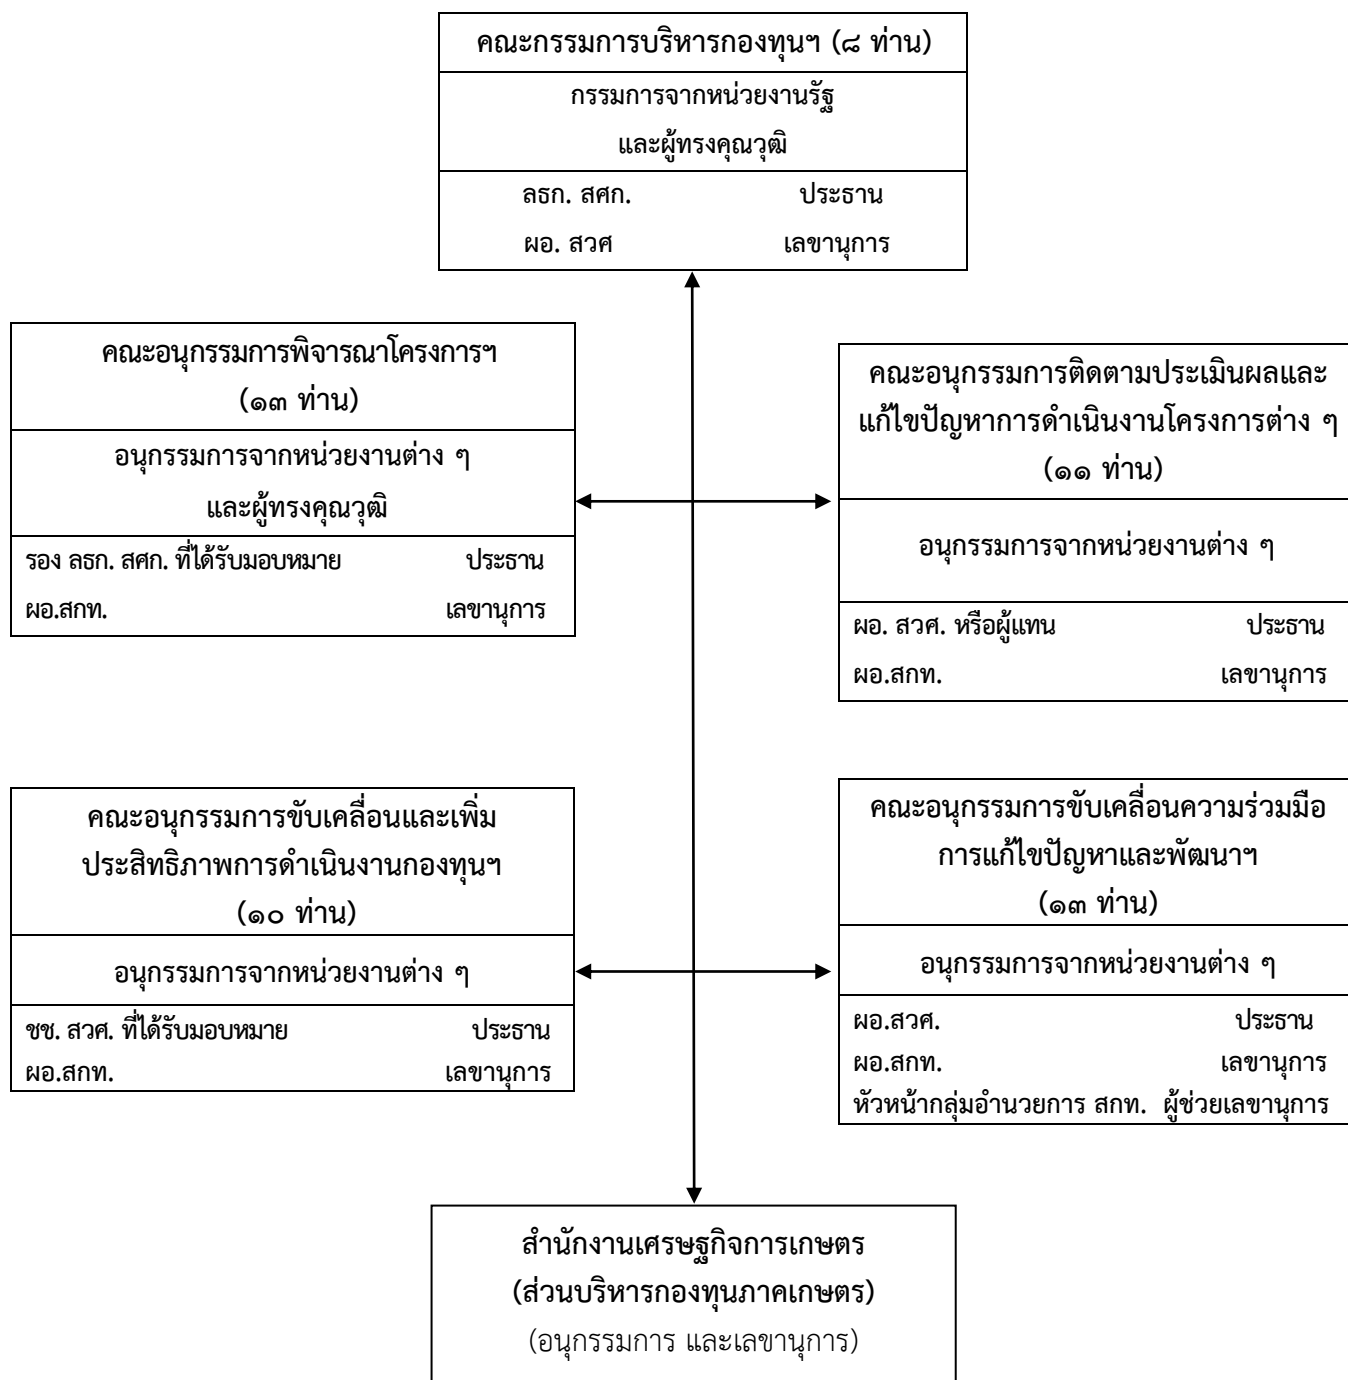 คณะกรรมการบริหารกองทุนฯ (๘ ท่าน)
กรรมการจากหน่วยงานรัฐ
และผู้ทรงคุณวุฒิ
ลธก. สศก. ประธาน
ผอ. สวศ เลขานุการ
คณะอนุกรรมการพิจารณาโครงการฯ
(๑๓ ท่าน)
อนุกรรมการจากหน่วยงานต่าง ๆ
และผู้ทรงคุณวุฒิ
รอง ลธก. สศก. ที่ได้รับมอบหมาย ประธาน
ผอ.สกท. เลขานุการ
คณะอนุกรรมการติดตามประเมินผลและ
แก้ไขปัญหาการดำเนินงานโครงการต่าง ๆ
(๑๑ ท่าน)
อนุกรรมการจากหน่วยงานต่าง ๆ
ผอ. สวศ. หรือผู้แทน ประธาน
ผอ.สกท. เลขานุการ
คณะอนุกรรมการขับเคลื่อนและเพิ่ม
ประสิทธิภาพการดำเนินงานกองทุนฯ
(๑๐ ท่าน)
อนุกรรมการจากหน่วยงานต่าง ๆ
ชช. สวศ. ที่ได้รับมอบหมาย ประธาน
ผอ.สกท. เลขานุการ
คณะอนุกรรมการขับเคลื่อนความร่วมมือ
การแก้ไขปัญหาและพัฒนาฯ
(๑๓ ท่าน)
อนุกรรมการจากหน่วยงานต่าง ๆ
ผอ.สวศ. ประธาน
ผอ.สกท. เลขานุการ
หัวหน้ากลุ่มอำนวยการ สกท. ผู้ช่วยเลขานุการ
สำนักงานเศรษฐกิจการเกษตร
(ส่วนบริหารกองทุนภาคเกษตร)
(อนุกรรมการ และเลขานุการ)